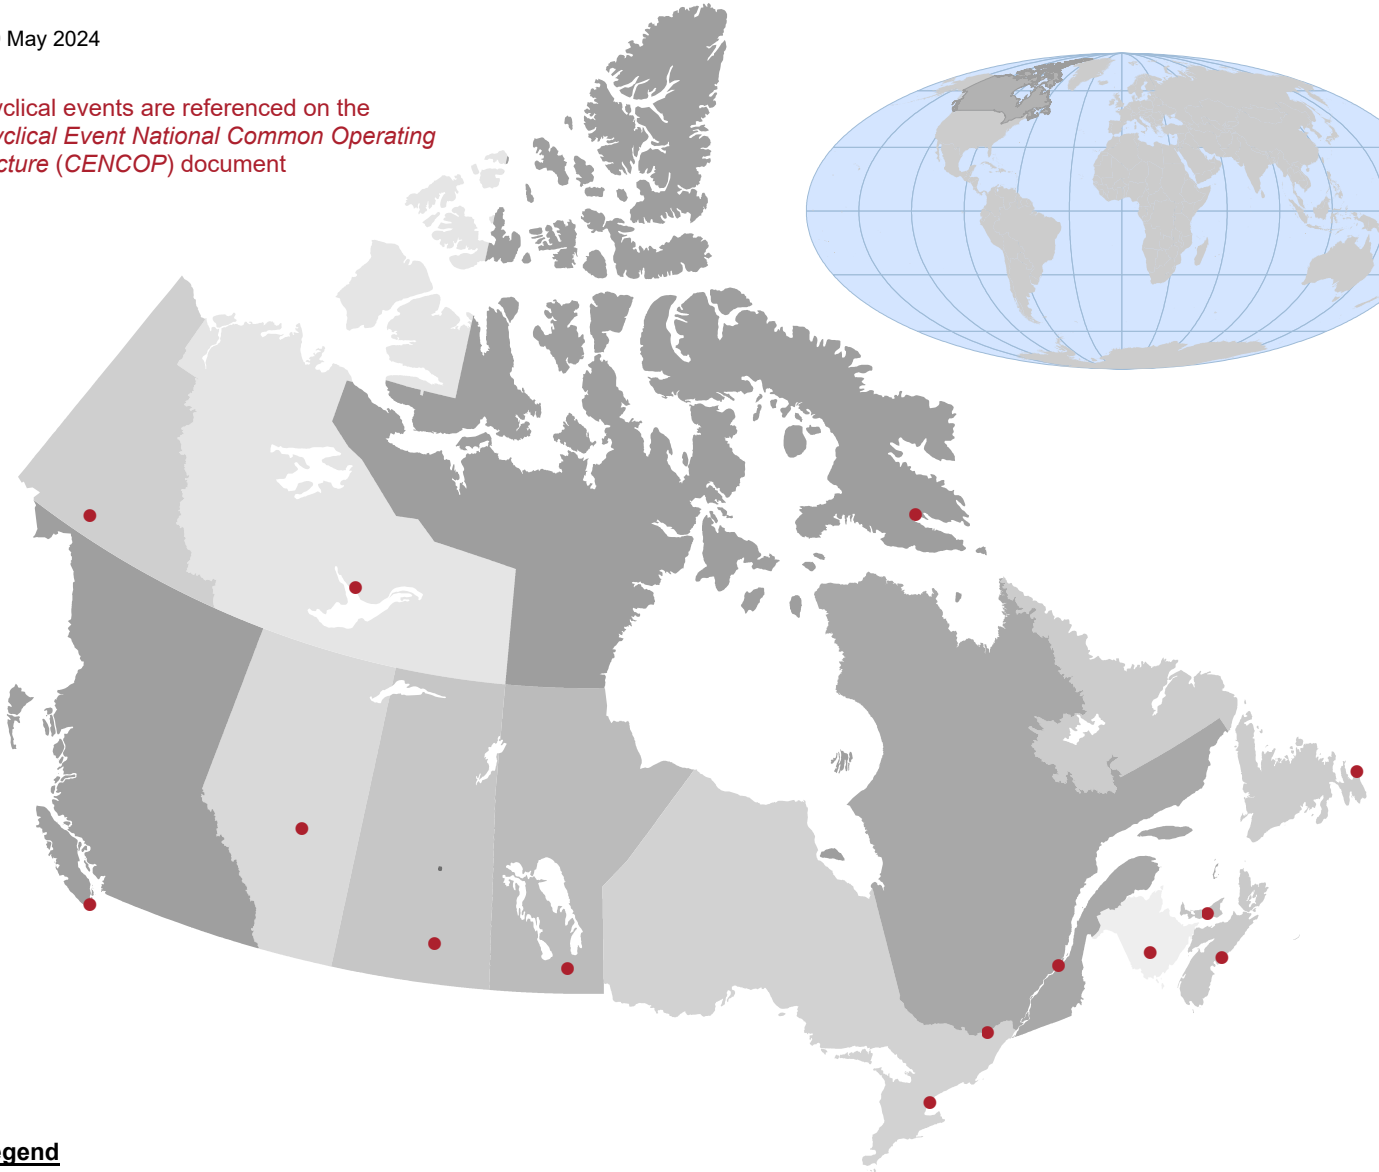 May 2024
yclical events are referenced on the
yclical Event National Common Operating
cture (CENCOP) document
egend